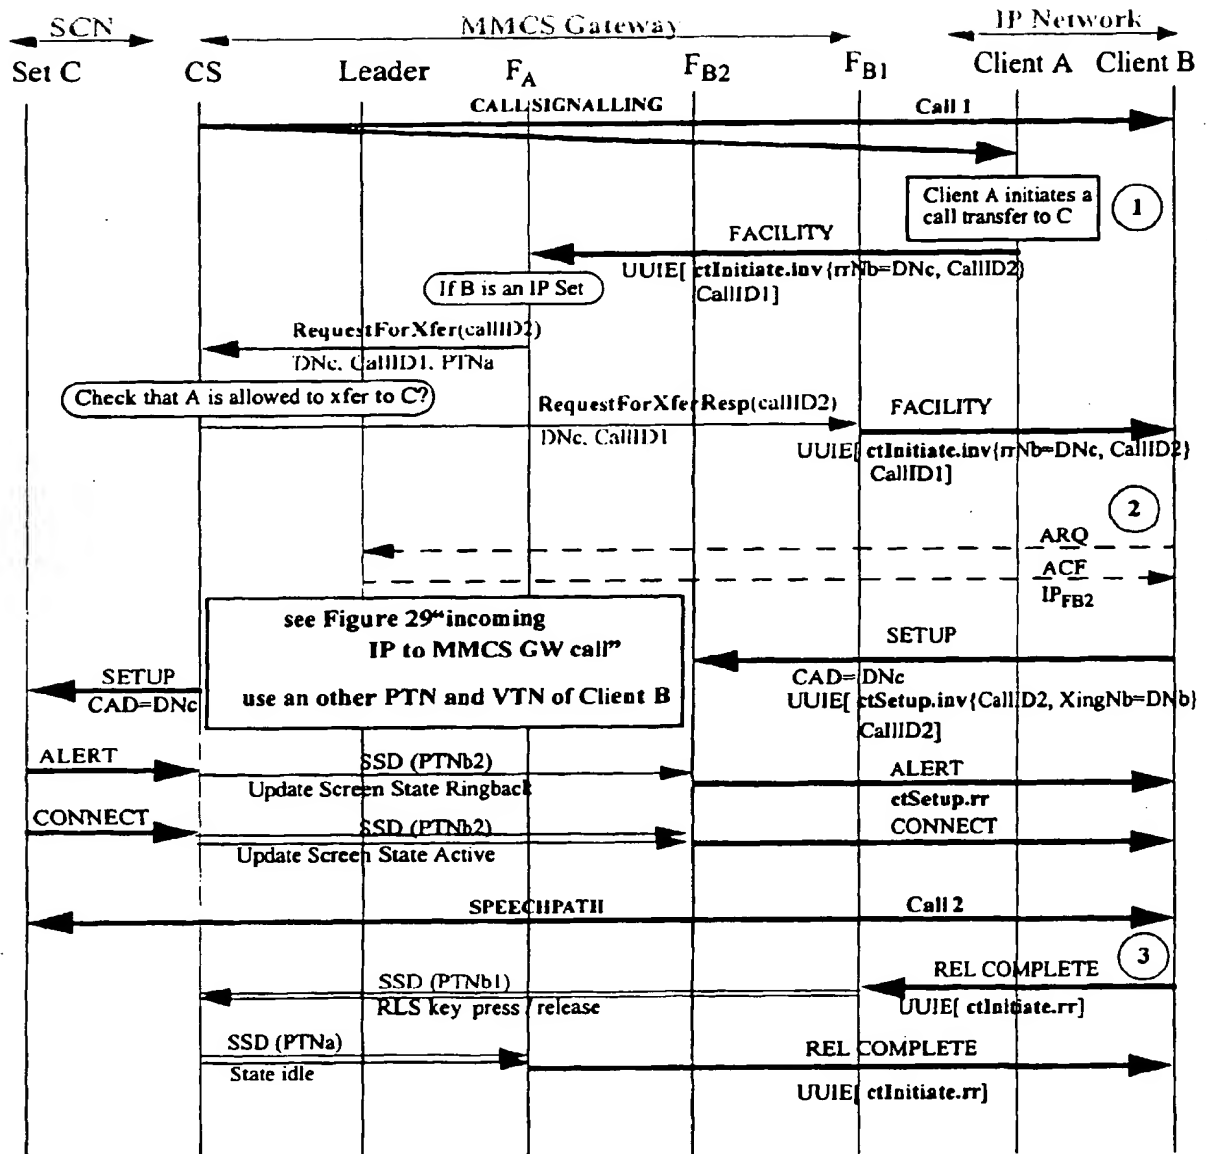 SCN MMCS Gateway IP Network
Set C CS Leader FA FB2 FB1 Client A Client B
CALL SIGNALLING Call 1
Client A initiates a
call transfer to C
1
FACILITY
UUIE[ ctInitiate.inv{rrNb=DNc, CallID2}
CallID1]
If B is an IP Set
RequestForXfer(callID2)
DNc, CallID1, PTNa
Check that A is allowed to xfer to C?
RequestForXferResp(callID2)
DNc, CallID1
FACILITY
UUIE[ ctInitiate.inv{rrNb=DNc, CallID2}
CallID1]
2
ARQ
ACF
IPFB2
see Figure 29“incoming
IP to MMCS GW call”
use an other PTN and VTN of Client B
SETUP
CAD=DNc
UUIE[ ctSetup.inv{CallID2, XingNb=DNb}
CallID2]
SETUP
CAD=DNc
ALERT
SSD (PTNb2)
Update Screen State Ringback
ALERT
ctSetup.rr
CONNECT
SSD (PTNb2)
Update Screen State Active
CONNECT
SPEECHPATH Call 2
3
REL COMPLETE
UUIE[ ctInitiate.rr]
SSD (PTNb1)
RLS key press / release
SSD (PTNa)
State idle
REL COMPLETE
UUIE[ ctInitiate.rr]